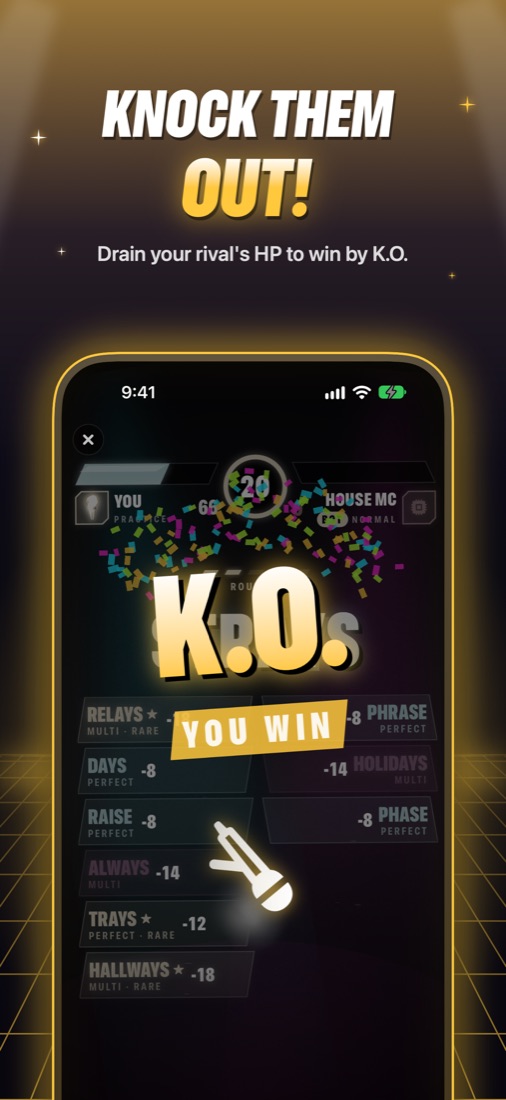 KNOCK THEM
OUT!
Drain your rival's HP to win by K.O.
9:41
20
YOU
66
HOUSE MC
PRACTICE
NORMAL
K.O.
YOU WIN
RELAYS ★
MULTI · RARE
-8 PHRASE
PERFECT
DAYS -8
PERFECT
-14 HOLIDAYS
MULTI
RAISE -8
PERFECT
-8 PHASE
PERFECT
ALWAYS -14
MULTI
TRAYS ★ -12
PERFECT · RARE
HALLWAYS ★ -18
MULTI · RARE